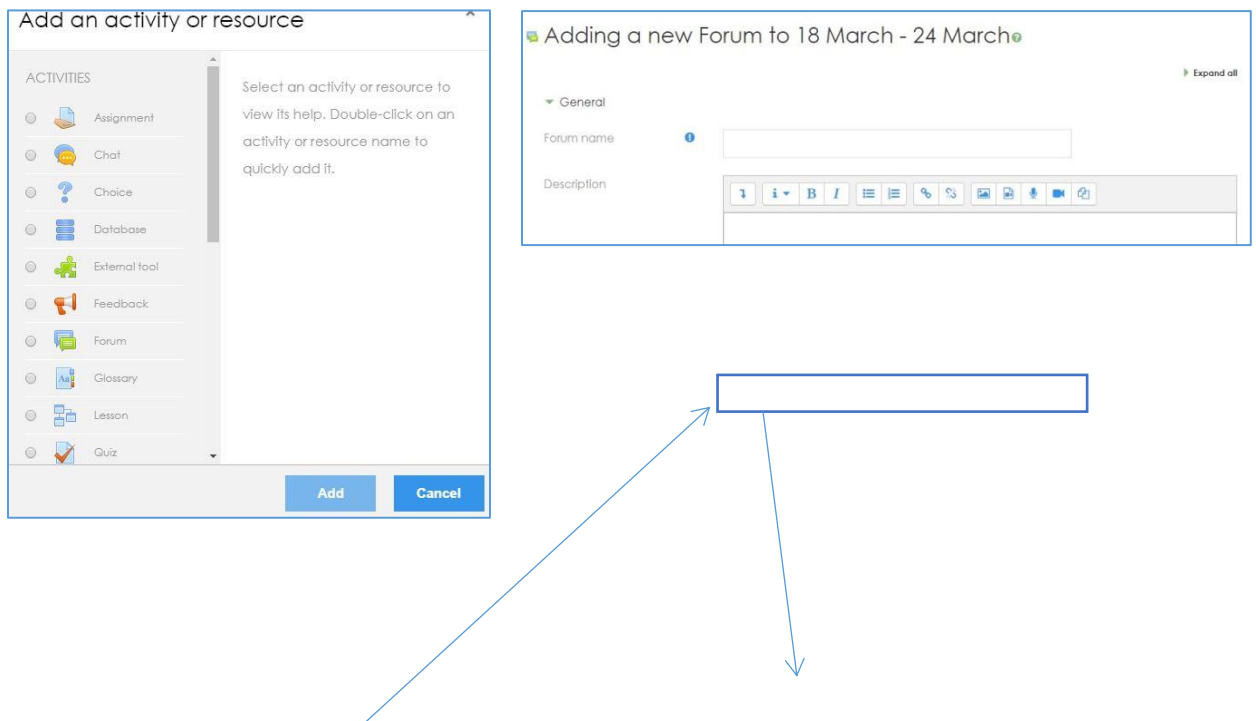 Add an activity or resource
ACTIVITIES
Assignment
Chat
Choice
Database
External tool
Feedback
Forum
Glossary
Lesson
Quiz
Select an activity or resource to
view its help. Double-click on an
activity or resource name to
quickly add it.
Add
Cancel
Adding a new Forum to 18 March - 24 March
Expand all
General
Forum name
Description
B I